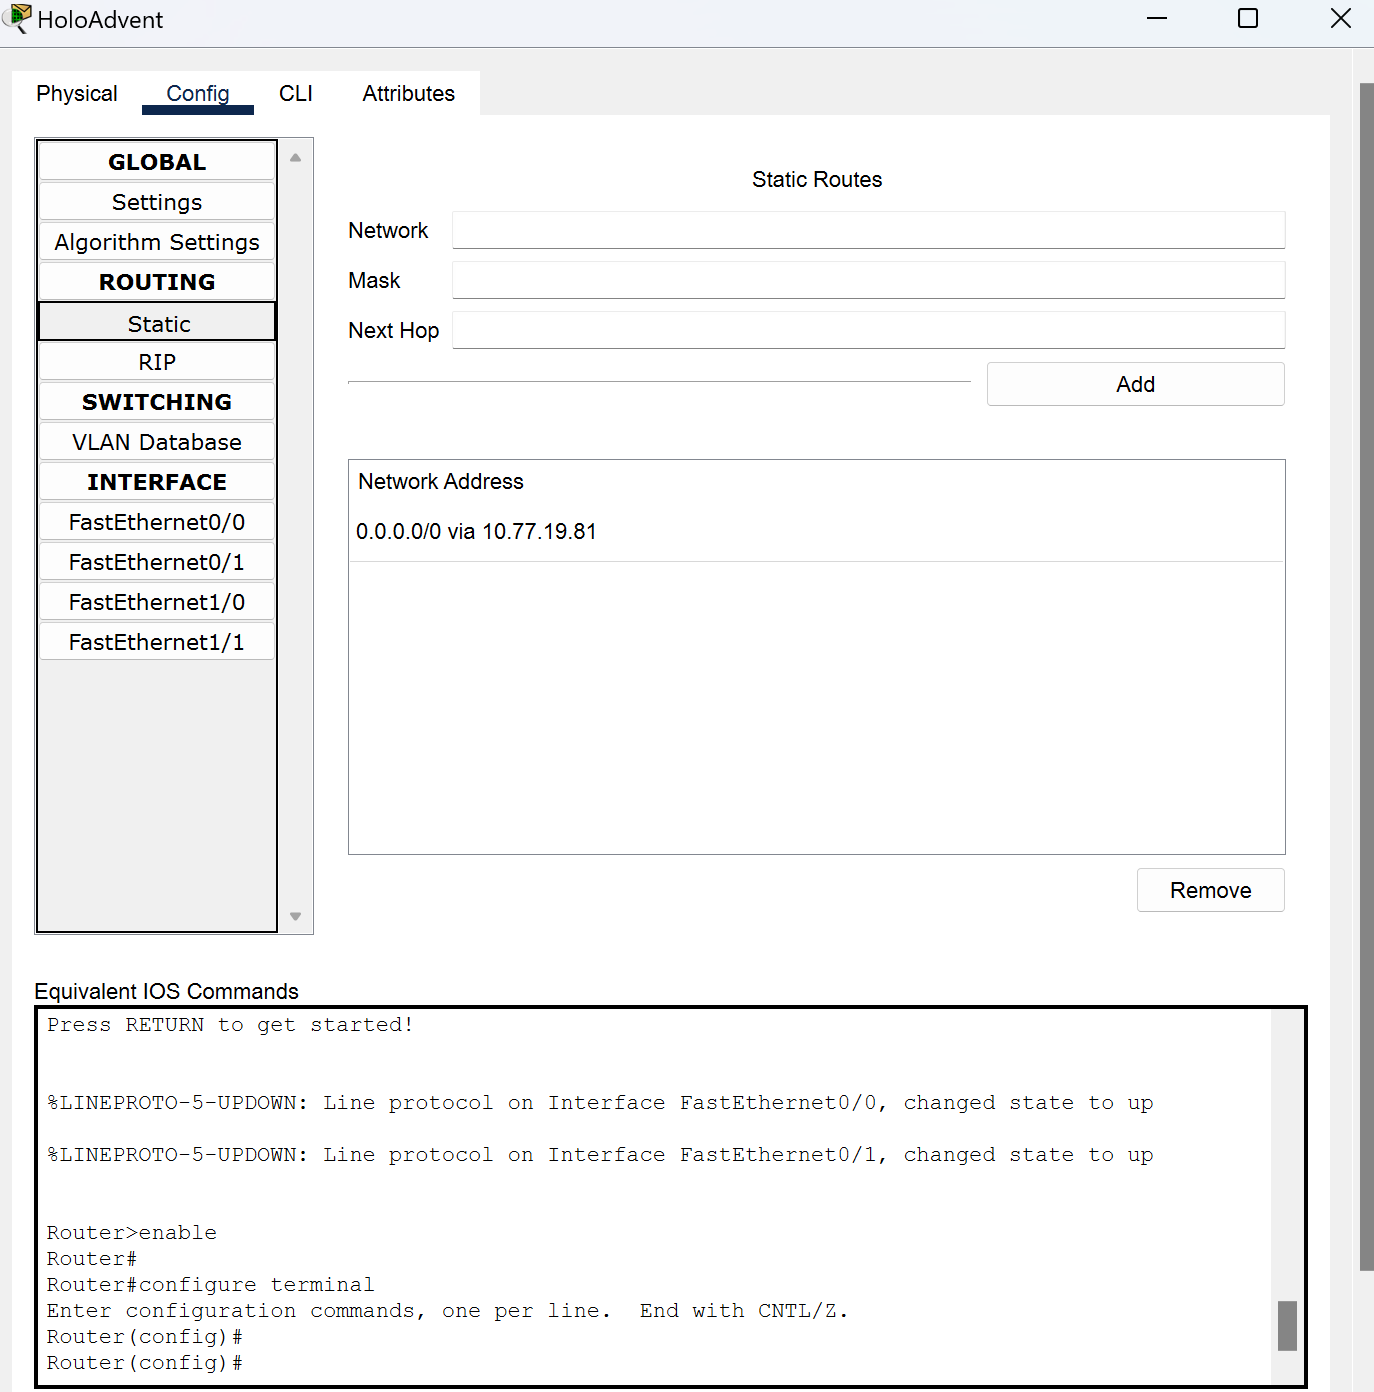 HoloAdvent
Physical Config CLI Attributes
GLOBAL
Settings
Algorithm Settings
ROUTING
Static
RIP
SWITCHING
VLAN Database
INTERFACE
FastEthernet0/0
FastEthernet0/1
FastEthernet1/0
FastEthernet1/1
Static Routes
Network
Mask
Next Hop
Add
Network Address
0.0.0.0/0 via 10.77.19.81
Remove
Equivalent IOS Commands
Press RETURN to get started!
%LINEPROTO-5-UPDOWN: Line protocol on Interface FastEthernet0/0, changed state to up
%LINEPROTO-5-UPDOWN: Line protocol on Interface FastEthernet0/1, changed state to up
Router>enable
Router#
Router#configure terminal
Enter configuration commands, one per line.  End with CNTL/Z.
Router(config)#
Router(config)#